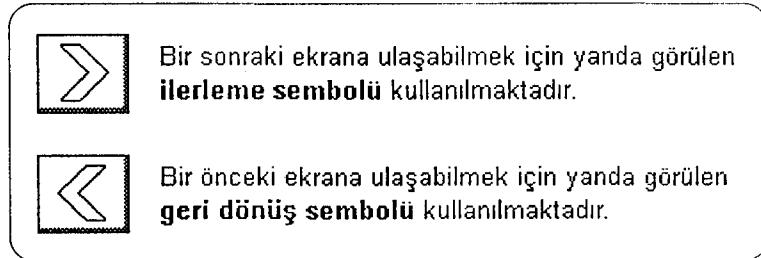 Bir sonraki ekrana ulaşabilmek için yanda görülen
ilerleme sembolü kullanılmaktadır.
Bir önceki ekrana ulaşabilmek için yanda görülen
geri dönüş sembolü kullanılmaktadır.